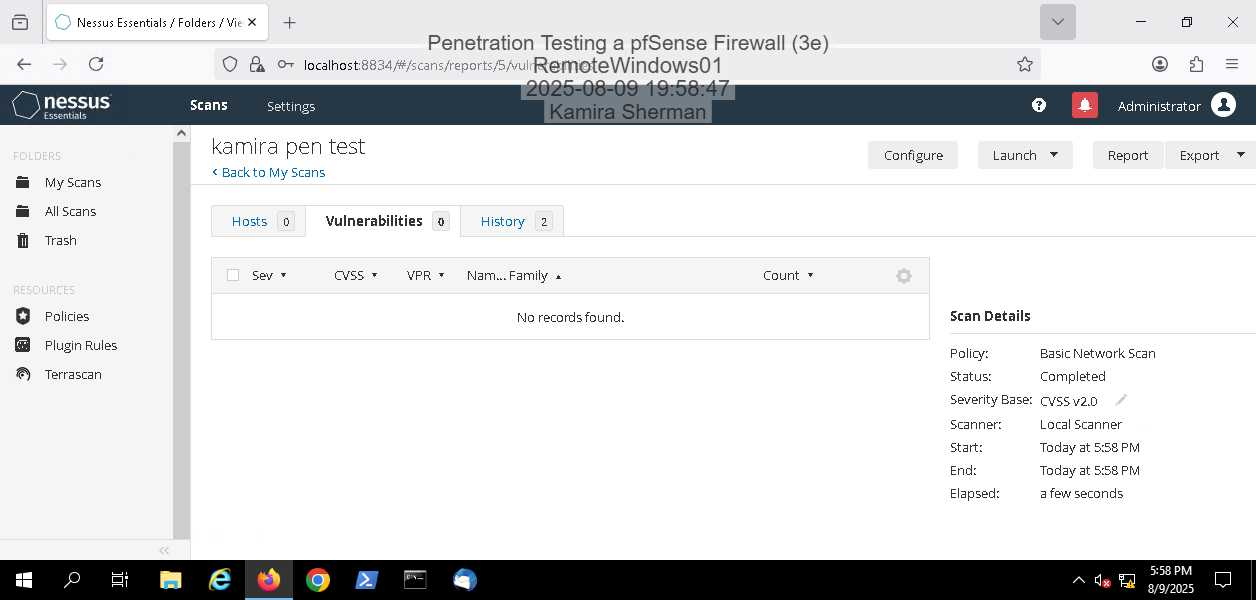 Nessus Essentials / Folders / Vie
Penetration Testing a pfSense Firewall (3e)
localhost:8834/#/scans/reports/5/vuln
RemoteWindows01
2025-08-09 19:58:47
Kamira Sherman
nessus
Essentials
Scans
Settings
Administrator
FOLDERS
My Scans
All Scans
Trash
RESOURCES
Policies
Plugin Rules
Terrascan
kamira pen test
Back to My Scans
Configure
Launch
Report
Export
Hosts 0
Vulnerabilities 0
History 2
Sev CVSS VPR Nam... Family Count
No records found.
Scan Details
Policy: Basic Network Scan
Status: Completed
Severity Base: CVSS v2.0
Scanner: Local Scanner
Start: Today at 5:58 PM
End: Today at 5:58 PM
Elapsed: a few seconds
5:58 PM
8/9/2025